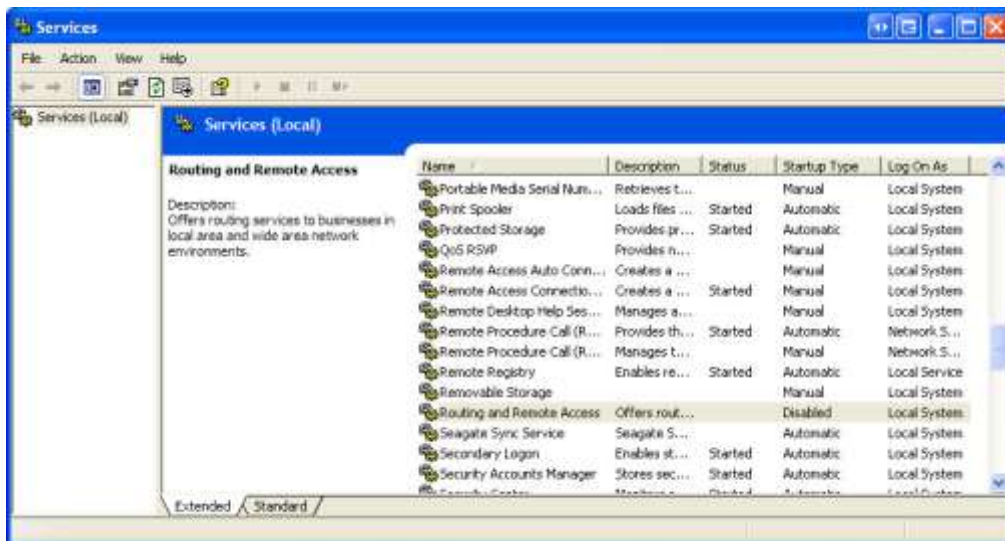 Services
File Action View Help
Services (Local)
Services (Local)
Routing and Remote Access
Description:
Offers routing services to businesses in
local area and wide area network
environments.
Name Description Status Startup Type Log On As
Portable Media Serial Num... Retrieves t... Manual Local System
Print Spooler Loads files ... Started Automatic Local System
Protected Storage Provides pr... Started Automatic Local System
QoS RSVP Provides n... Manual Local System
Remote Access Auto Conn... Creates a ... Manual Local System
Remote Access Connectio... Creates a ... Started Manual Local System
Remote Desktop Help Ses... Manages a... Manual Local System
Remote Procedure Call (R... Provides th... Started Automatic Network S...
Remote Procedure Call (R... Manages t... Manual Network S...
Remote Registry Enables re... Started Automatic Local Service
Removable Storage Manual Local System
Routing and Remote Access Offers rout... Disabled Local System
Seagate Sync Service Seagate S... Automatic Local System
Secondary Logon Enables st... Started Automatic Local System
Security Accounts Manager Stores sec... Started Automatic Local System
Extended Standard